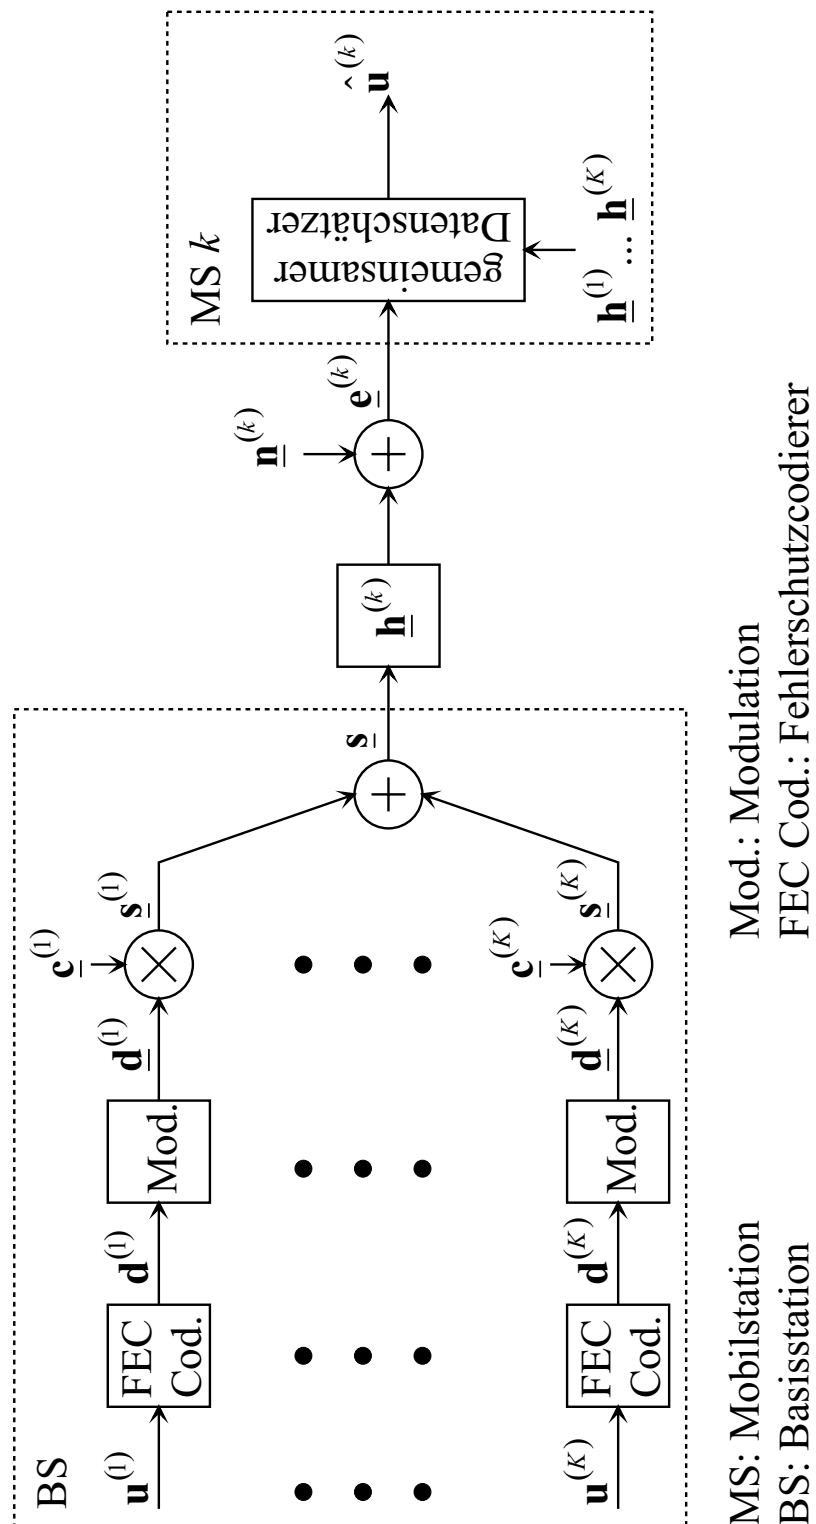 BS
u(1)
FEC
Cod.
d(1)
Mod.
d(1)
c(1)
s(1)
u(K)
FEC
Cod.
d(K)
Mod.
d(K)
c(K)
s(K)
s
h(k)
n(k)
e(k)
MS k
gemeinsamer
Datenschätzer
h(1) ... h(K)
û(k)
MS: Mobilstation
BS: Basisstation
Mod.: Modulation
FEC Cod.: Fehlerschutzcodierer